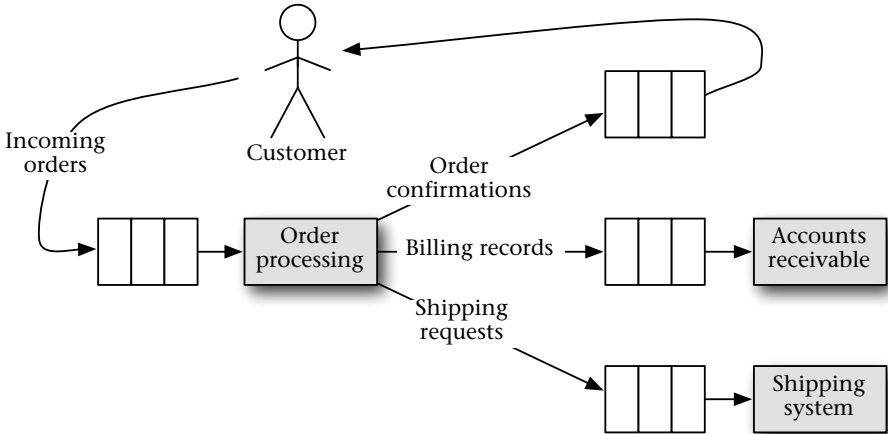 Customer
Incoming
orders
Order
confirmations
Order
processing
Billing records
Accounts
receivable
Shipping
requests
Shipping
system